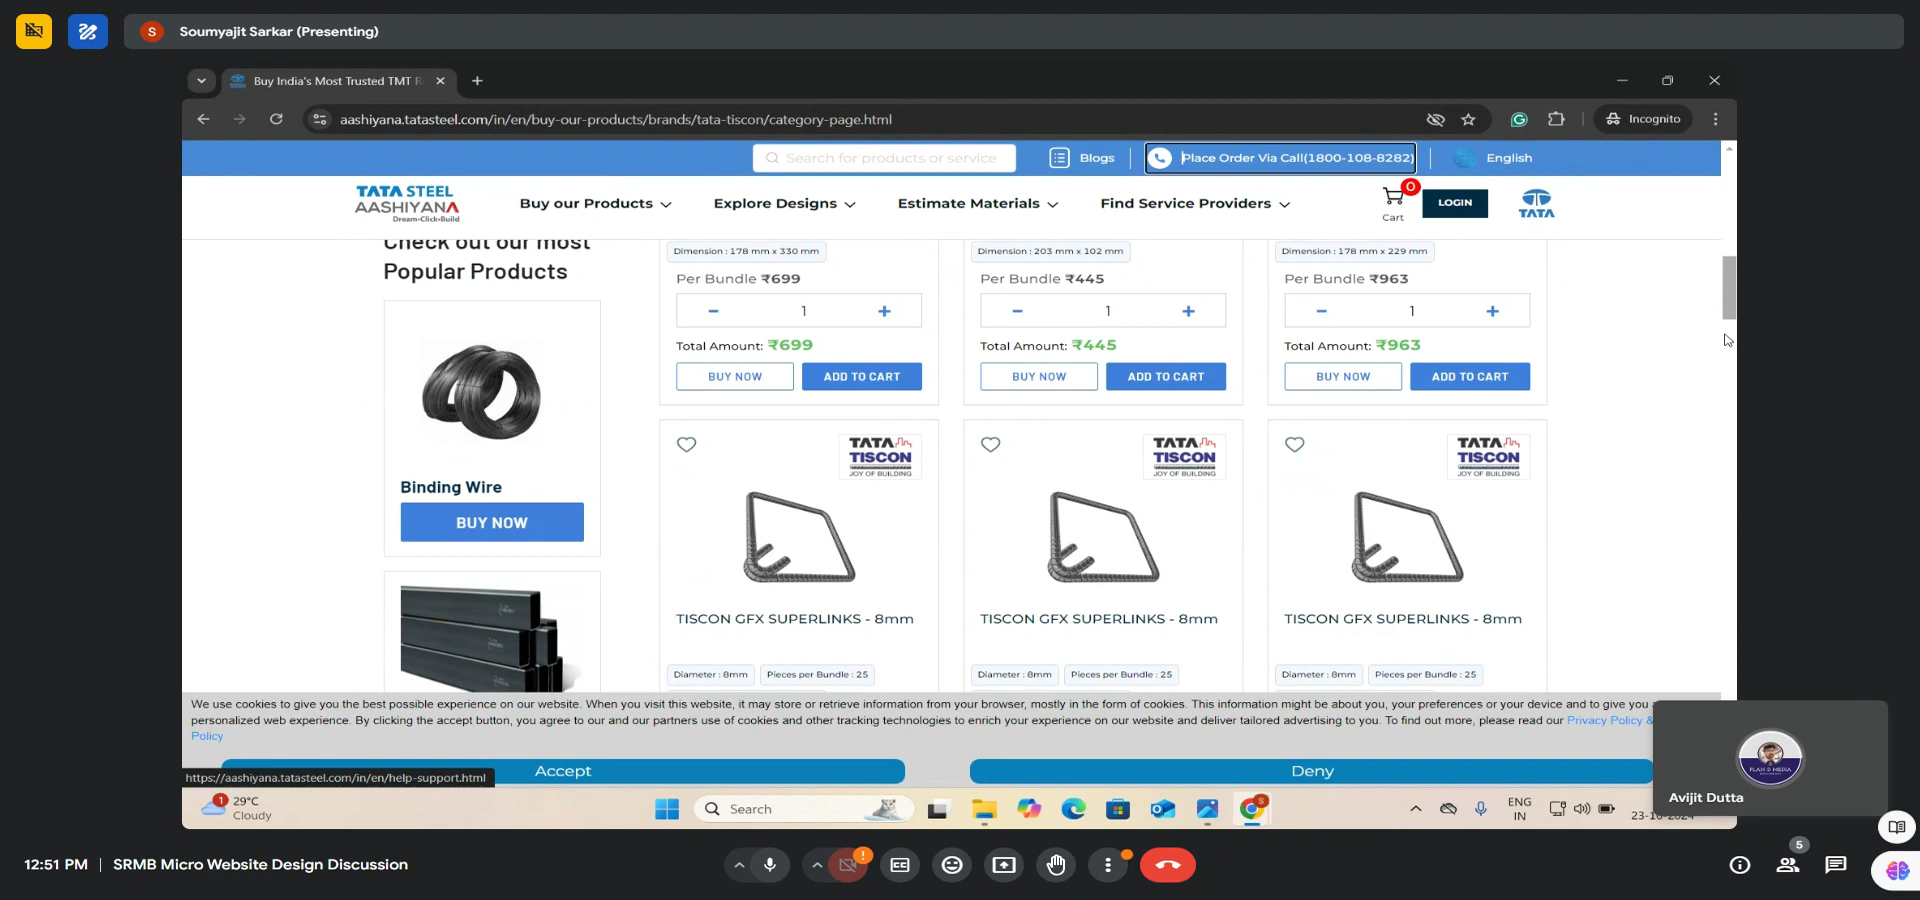 S Soumyajit Sarkar (Presenting)
Buy India's Most Trusted TMT R
aashiyana.tatasteel.com/in/en/buy-our-products/brands/tata-tiscon/category-page.html
Incognito
Search for products or service
Blogs
Place Order Via Call(1800-108-8282)
English
TATA STEEL
AASHIYANA
Dream-Click-Build
Buy our Products
Explore Designs
Estimate Materials
Find Service Providers
0
Cart
LOGIN
TATA
Check out our most
Popular Products
Binding Wire
BUY NOW
Dimension : 178 mm x 330 mm
Per Bundle ₹699
- 1 +
Total Amount: ₹699
BUY NOW ADD TO CART
Dimension : 203 mm x 102 mm
Per Bundle ₹445
- 1 +
Total Amount: ₹445
BUY NOW ADD TO CART
Dimension : 178 mm x 229 mm
Per Bundle ₹963
- 1 +
Total Amount: ₹963
BUY NOW ADD TO CART
TATA
TISCON
JOY OF BUILDING
TISCON GFX SUPERLINKS - 8mm
Diameter : 8mm Pieces per Bundle : 25
TATA
TISCON
JOY OF BUILDING
TISCON GFX SUPERLINKS - 8mm
Diameter : 8mm Pieces per Bundle : 25
TATA
TISCON
JOY OF BUILDING
TISCON GFX SUPERLINKS - 8mm
Diameter : 8mm Pieces per Bundle : 25
We use cookies to give you the best possible experience on our website. When you visit this website, it may store or retrieve information from your browser, mostly in the form of cookies. This information might be about you, your preferences or your device and to give you
personalized web experience. By clicking the accept button, you agree to our and our partners use of cookies and other tracking technologies to enrich your experience on our website and deliver tailored advertising to you. To find out more, please read our Privacy Policy &
Policy
Accept
Deny
https://aashiyana.tatasteel.com/in/en/help-support.html
PLAN B MEDIA
Avijit Dutta
1
29°C
Cloudy
Search
S
ENG
IN
12:51 PM | SRMB Micro Website Design Discussion
5